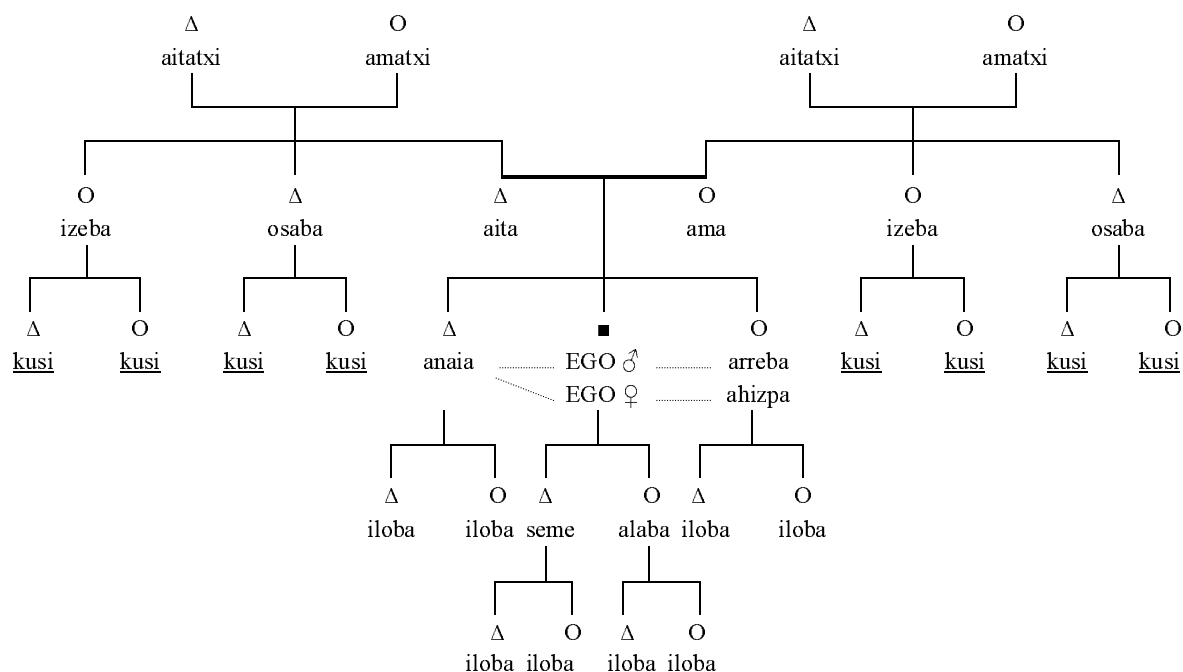 Δ O Δ O
aitatxi amatxi aitatxi amatxi
O Δ Δ O O Δ
izeba osaba aita ama izeba osaba
Δ O Δ O Δ O Δ O Δ O
kusi kusi kusi kusi anaia EGO ♂ arreba kusi kusi kusi kusi
EGO ♀ ahizpa
Δ O Δ O Δ O
iloba iloba seme alaba iloba iloba
Δ O Δ O
iloba iloba iloba iloba